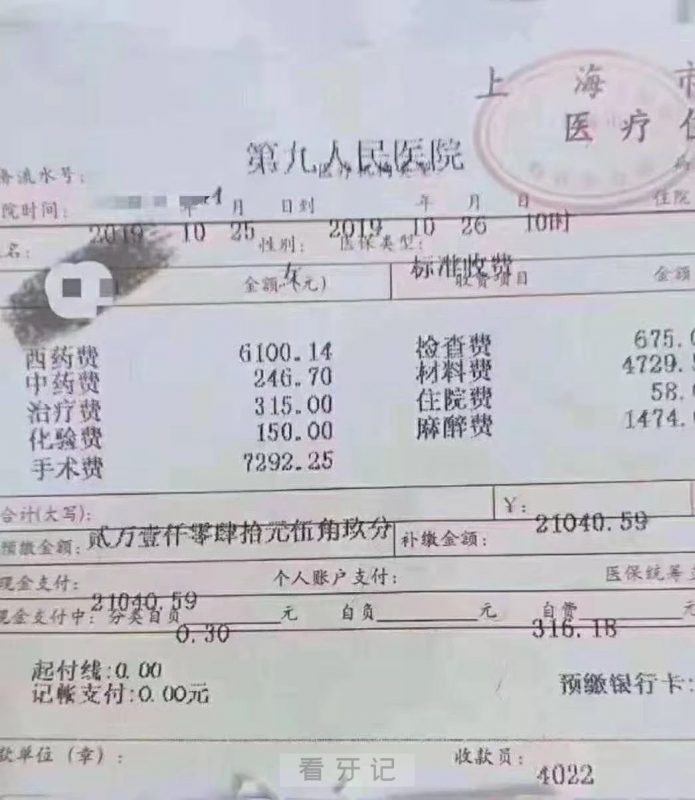 上海市
医疗
第九人民医院
流水号:
院时间: 年 月 日到 年 月 日 住院
2019 10 25 2019 10 26 10时
名: 性别: 医保类型:
女 标准收费
金额(元) 收费项目 金额
西药费 6100.14 检查费 675.
中药费 246.70 材料费 4729.
治疗费 315.00 住院费 58.
化验费 150.00 麻醉费 1474.
手术费 7292.25
合计(大写): ¥: 21040.59
贰万壹仟零肆拾元伍角玖分
预缴金额: 补缴金额:
现金支付: 个人账户支付: 医保统筹
21040.59
现金支付中: 分类自负 元 自负 元 自费 元
0.30 316.18
起付线:0.00
记帐支付:0.00元 预缴银行卡:
款单位（章）: 收款员: 4022
看牙记